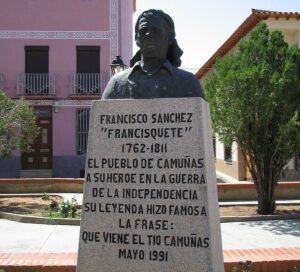 FRANCISCO SANCHEZ
"FRANCISQUETE"
1762-1811
EL PUEBLO DE CAMUÑAS
A SU HEROE EN LA GUERRA
DE LA INDEPENDENCIA
SU LEYENDA HIZO FAMOSA
LA FRASE:
QUE VIENE EL TIO CAMUÑAS
MAYO 1991